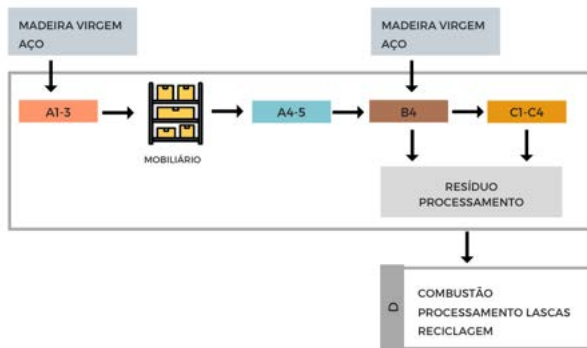 MADEIRA VIRGEM
AÇO
MADEIRA VIRGEM
AÇO
A1-3
MOBILIÁRIO
A4-5
B4
C1-C4
RESÍDUO
PROCESSAMENTO
D
COMBUSTÃO
PROCESSAMENTO LASCAS
RECICLAGEM